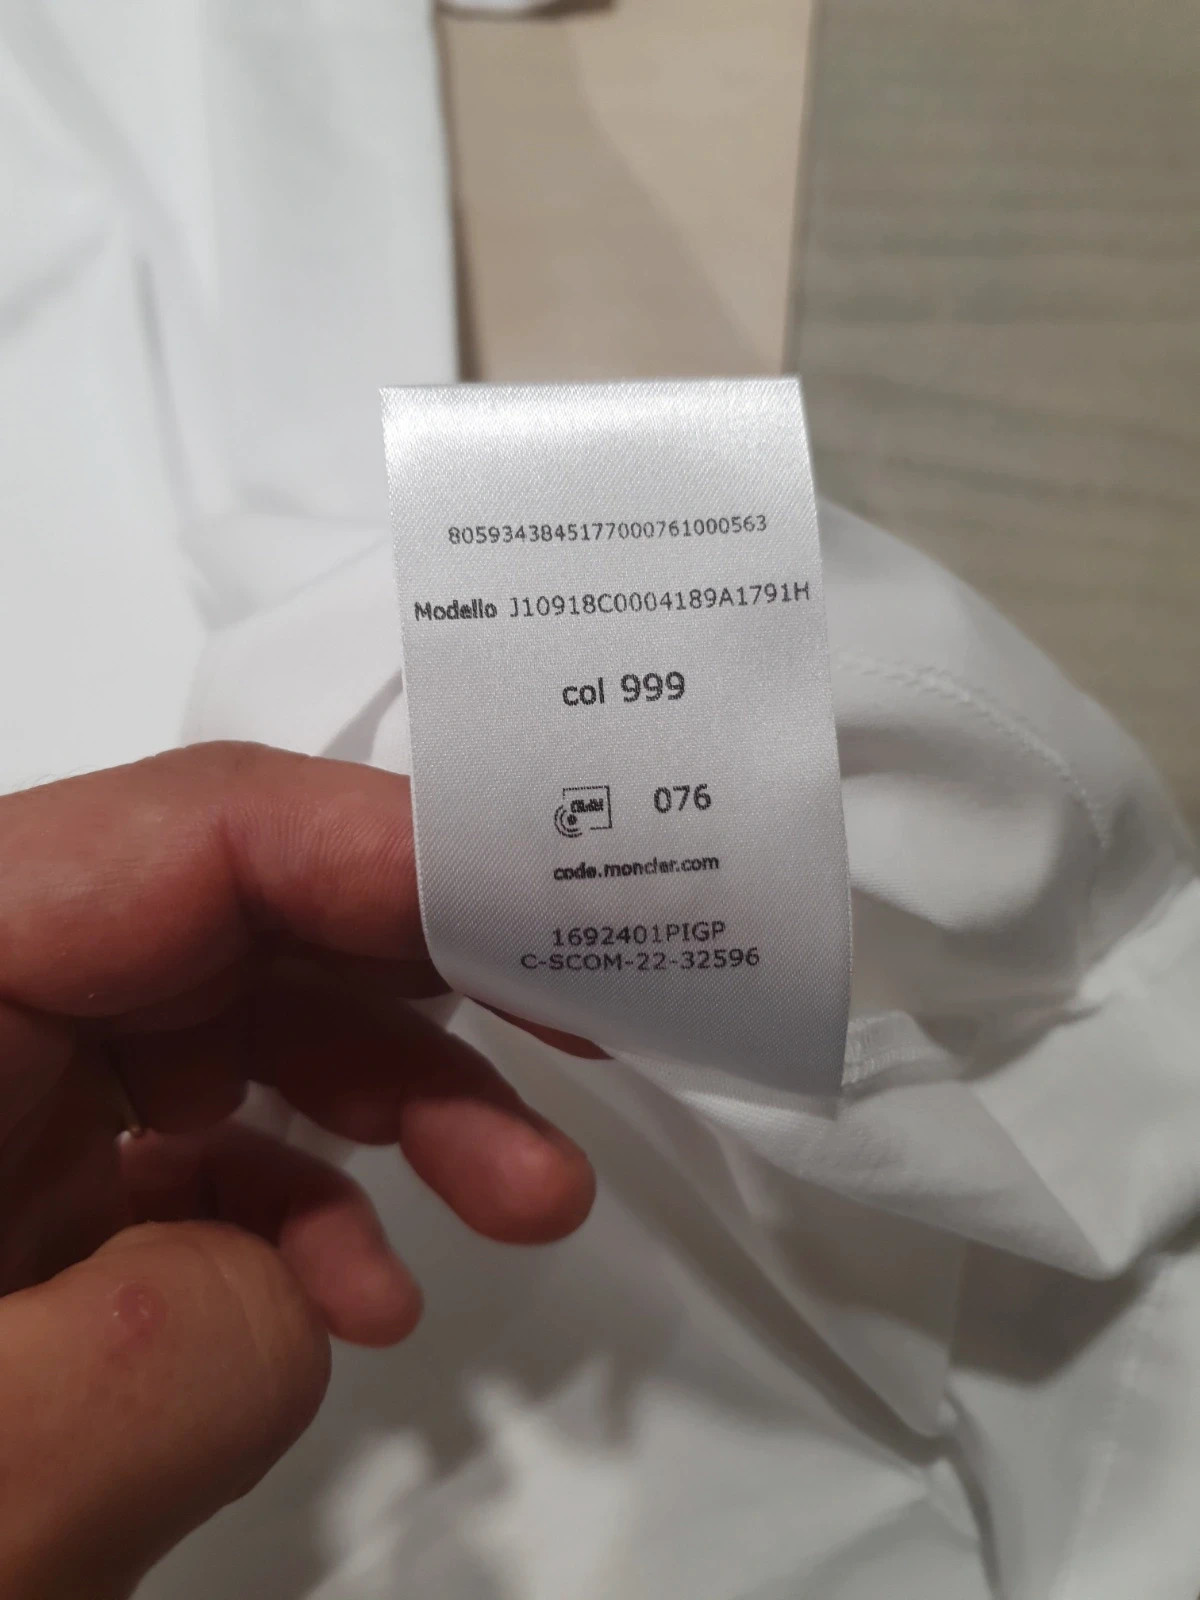 8059343845177000761000563
Modello J10918C0004189A1791H
col 999
076
code.moncler.com
1692401PIGP
C-SCOM-22-32596